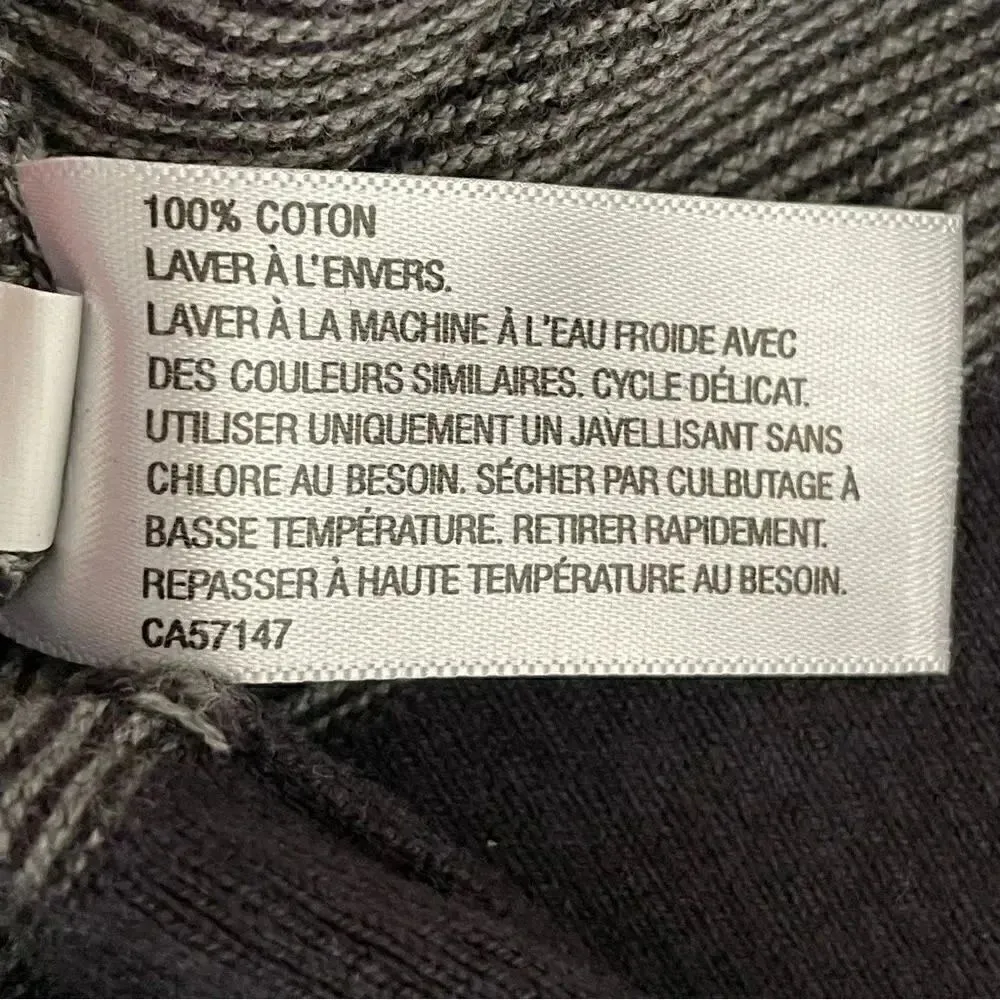 100% COTON
LAVER À L'ENVERS.
LAVER À LA MACHINE À L'EAU FROIDE AVEC
DES COULEURS SIMILAIRES. CYCLE DÉLICAT.
UTILISER UNIQUEMENT UN JAVELLISANT SANS
CHLORE AU BESOIN. SÉCHER PAR CULBUTAGE À
BASSE TEMPÉRATURE. RETIRER RAPIDEMENT.
REPASSER À HAUTE TEMPÉRATURE AU BESOIN.
CA57147